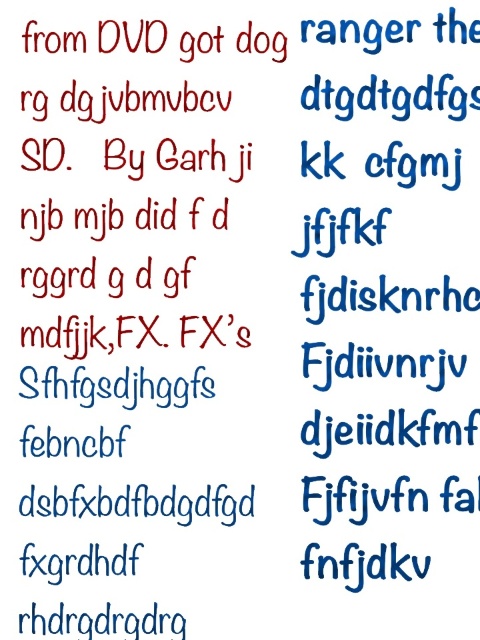 from DVD got dog
rg dgjvbmvbcv
SD. By Garh ji
njb mjb did f d
rggrd g d gf
mdfjjk,FX. FX's
Sfhfgsdjhggfs
febncbf
dsbfxbdfbdgdfgd
fxgrdhdf
rhdrgdrgdrg
ranger the
dtgdtgdfgs
kk cfgmj
jfjfkf
fjdisknrhc
Fjdiivnrjv
djeiidkfmf
Fjfijvfn fal
fnfjdkv